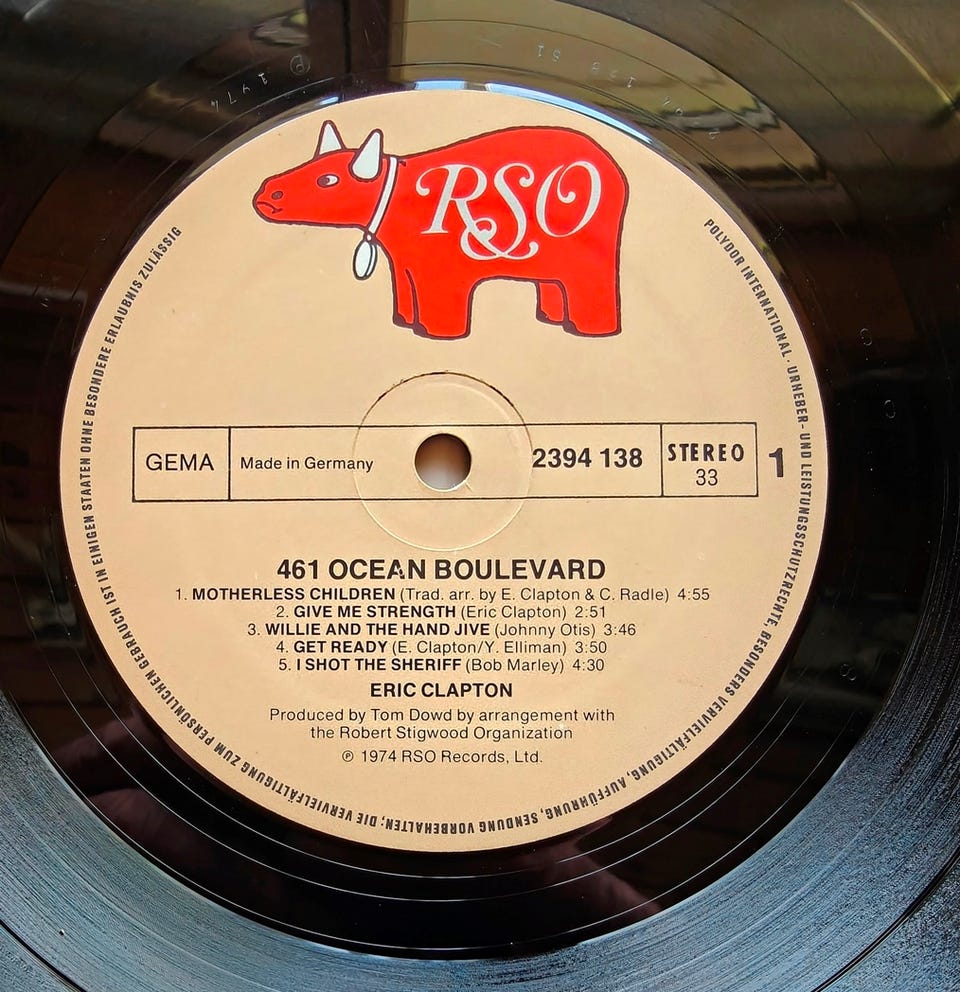 RSO
GEMA
Made in Germany
2394 138
STEREO
33
1
461 OCEAN BOULEVARD
1. MOTHERLESS CHILDREN (Trad. arr. by E. Clapton & C. Radle) 4:55
2. GIVE ME STRENGTH (Eric Clapton) 2:51
3. WILLIE AND THE HAND JIVE (Johnny Otis) 3:46
4. GET READY (E. Clapton/Y. Elliman) 3:50
5. I SHOT THE SHERIFF (Bob Marley) 4:30
ERIC CLAPTON
Produced by Tom Dowd by arrangement with
the Robert Stigwood Organization
℗ 1974 RSO Records, Ltd.
POLYDOR INTERNATIONAL · URHEBER- UND LEISTUNGSSCHUTZRECHTE, BESONDERS VERVIELFÄLTIGUNG, AUFFÜHRUNG, SENDUNG VORBEHALTEN; DIE VERVIELFÄLTIGUNG ZUM PERSÖNLICHEN GEBRAUCH IST IN EINIGEN STAATEN OHNE BESONDERE ERLAUBNIS ZULÄSSIG
℗ 1974